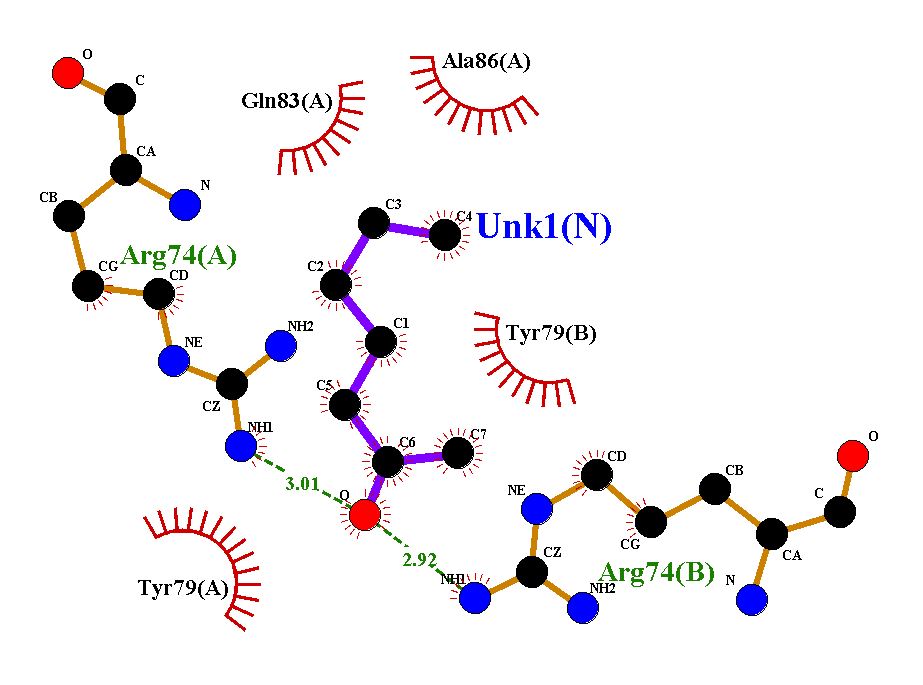 O
C
Ala86(A)
Gln83(A)
CA
N
CB
C3
C4
Unk1(N)
Arg74(A)
CG
CD
C2
NH2
C1
Tyr79(B)
NE
C5
CZ
NH1
C6
C7
O
CD
CB
3.01
O
NE
C
CG
CZ
CA
2.92
Arg74(B)
NH1
N
Tyr79(A)
NH2